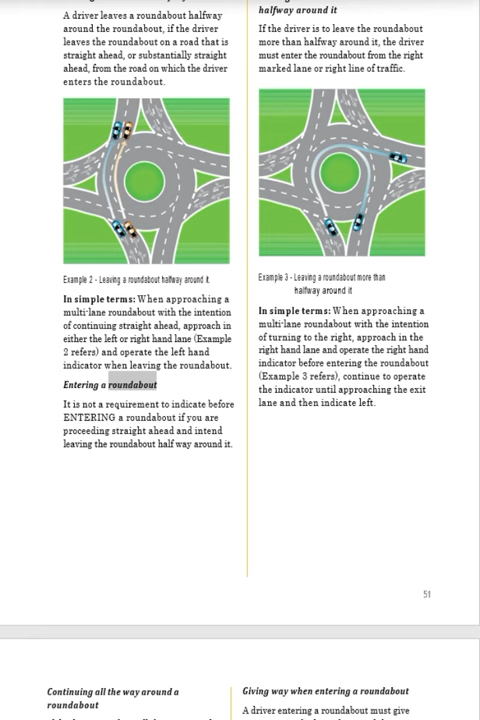 A driver leaves a roundabout halfway
around the roundabout, if the driver
leaves the roundabout on a road that is
straight ahead, or substantially straight
ahead, from the road on which the driver
enters the roundabout.
Example 2 - Leaving a roundabout halfway around it.
In simple terms: When approaching a
multi-lane roundabout with the intention
of continuing straight ahead, approach in
either the left or right hand lane (Example
2 refers) and operate the left hand
indicator when leaving the roundabout.
Entering a roundabout
It is not a requirement to indicate before
ENTERING a roundabout if you are
proceeding straight ahead and intend
leaving the roundabout half way around it.
halfway around it
If the driver is to leave the roundabout
more than halfway around it, the driver
must enter the roundabout from the right
marked lane or right line of traffic.
Example 3 - Leaving a roundabout more than
halfway around it
In simple terms: When approaching a
multi-lane roundabout with the intention
of turning to the right, approach in the
right hand lane and operate the right hand
indicator before entering the roundabout
(Example 3 refers), continue to operate
the indicator until approaching the exit
lane and then indicate left.
51
Continuing all the way around a
roundabout
Giving way when entering a roundabout
A driver entering a roundabout must give